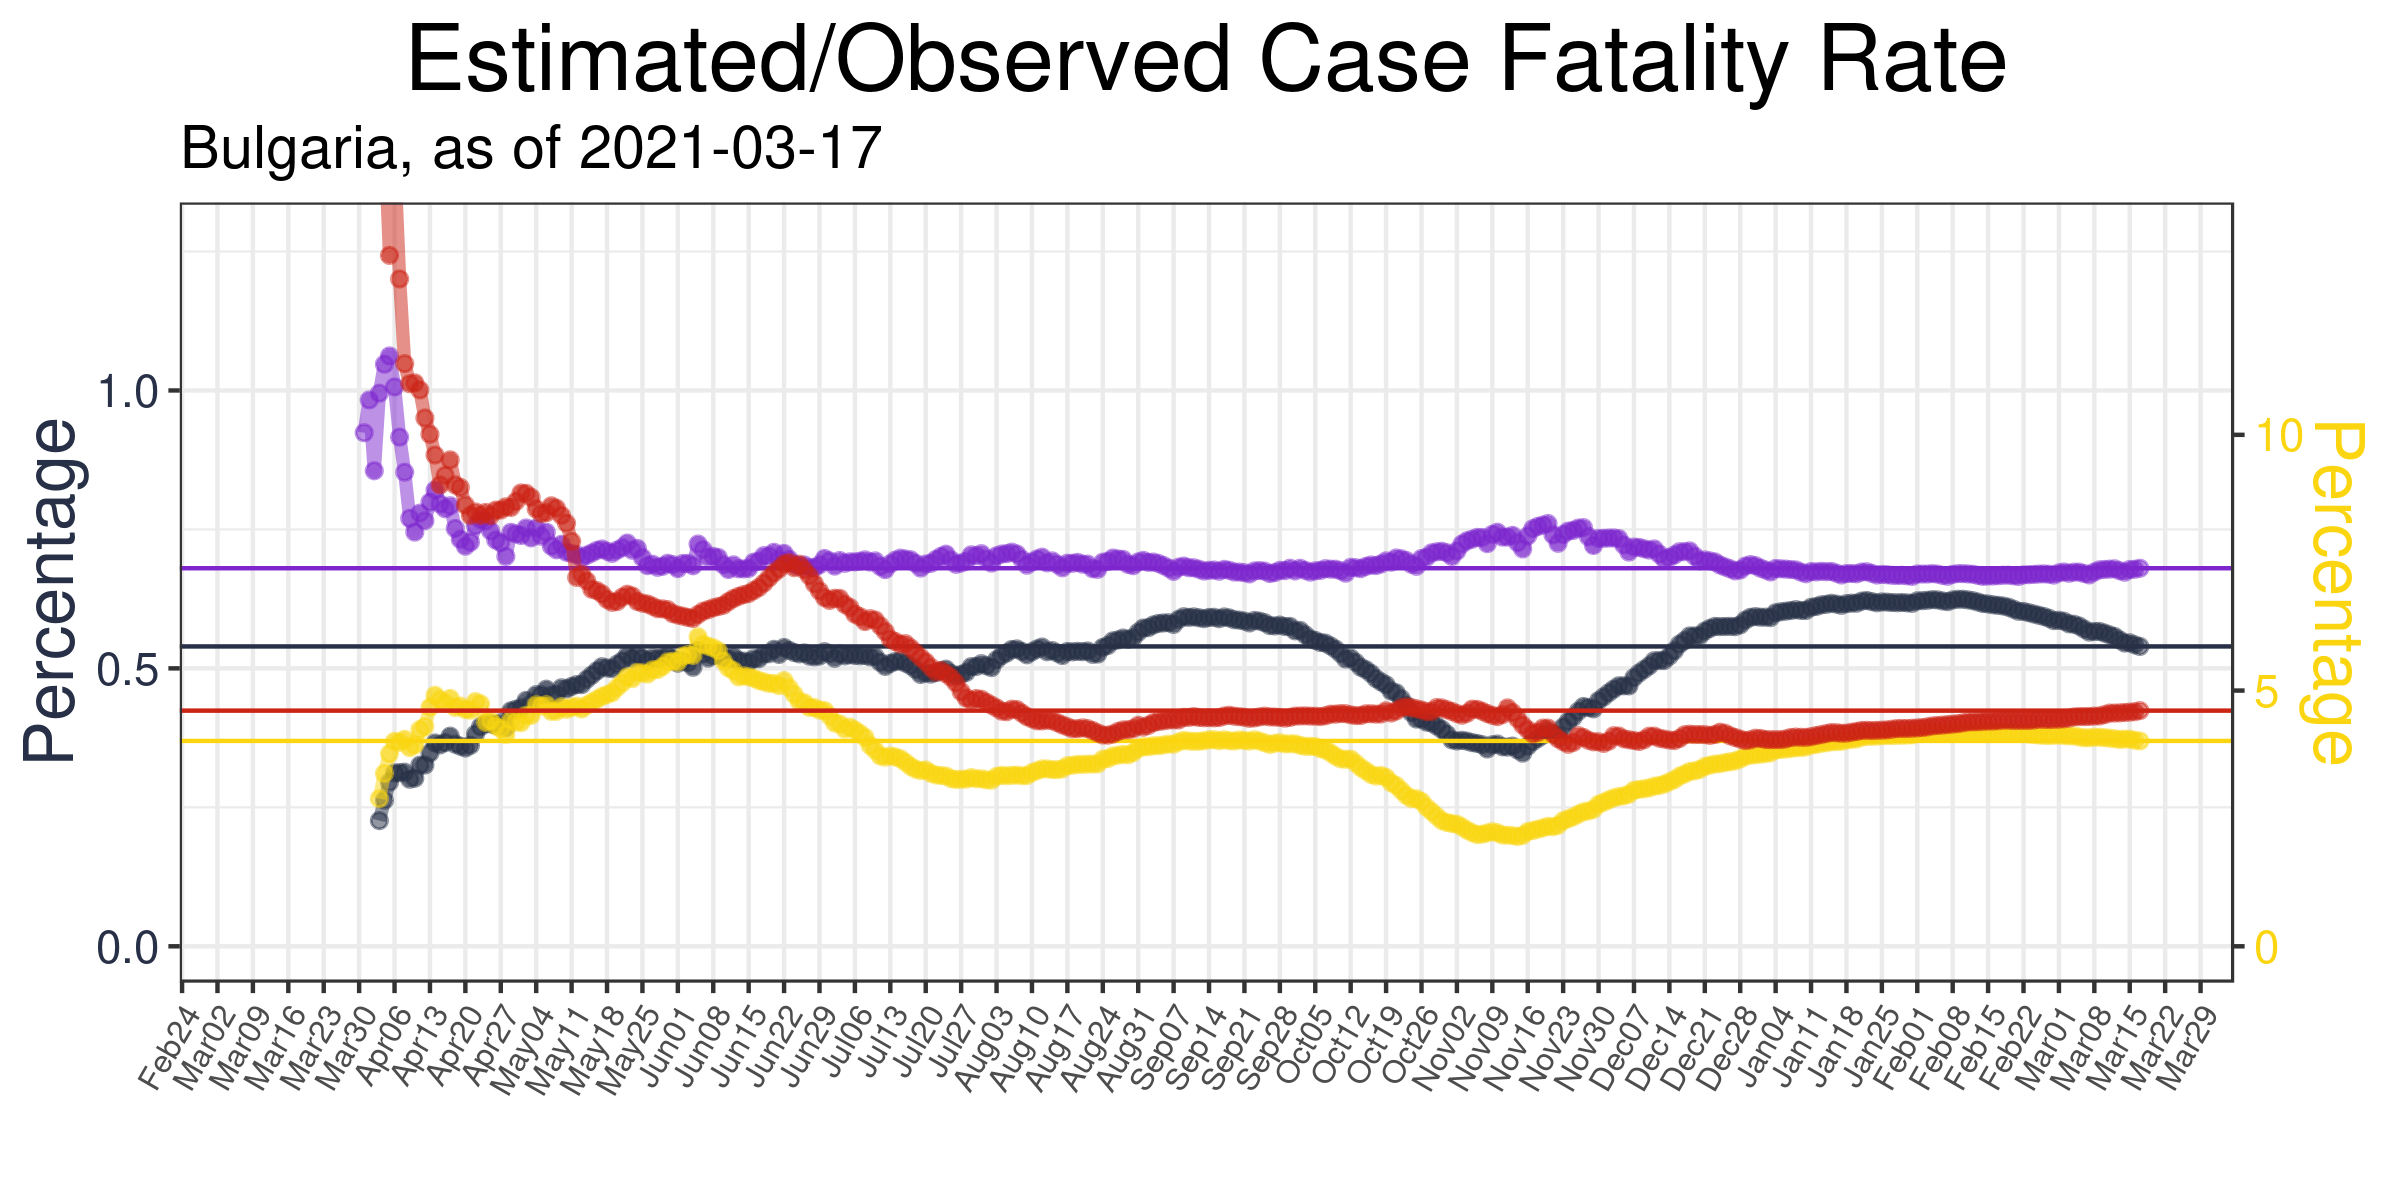 Estimated/Observed Case Fatality Rate
Bulgaria, as of 2021-03-17
Percentage
1.0
0.5
0.0
10
5
0
Percentage
Feb24
Mar02
Mar09
Mar16
Mar23
Mar30
Apr06
Apr13
Apr20
Apr27
May04
May11
May18
May25
Jun01
Jun08
Jun15
Jun22
Jun29
Jul06
Jul13
Jul20
Jul27
Aug03
Aug10
Aug17
Aug24
Aug31
Sep07
Sep14
Sep21
Sep28
Oct05
Oct12
Oct19
Oct26
Nov02
Nov09
Nov16
Nov23
Nov30
Dec07
Dec14
Dec21
Dec28
Jan04
Jan11
Jan18
Jan25
Feb01
Feb08
Feb15
Feb22
Mar01
Mar08
Mar15
Mar22
Mar29